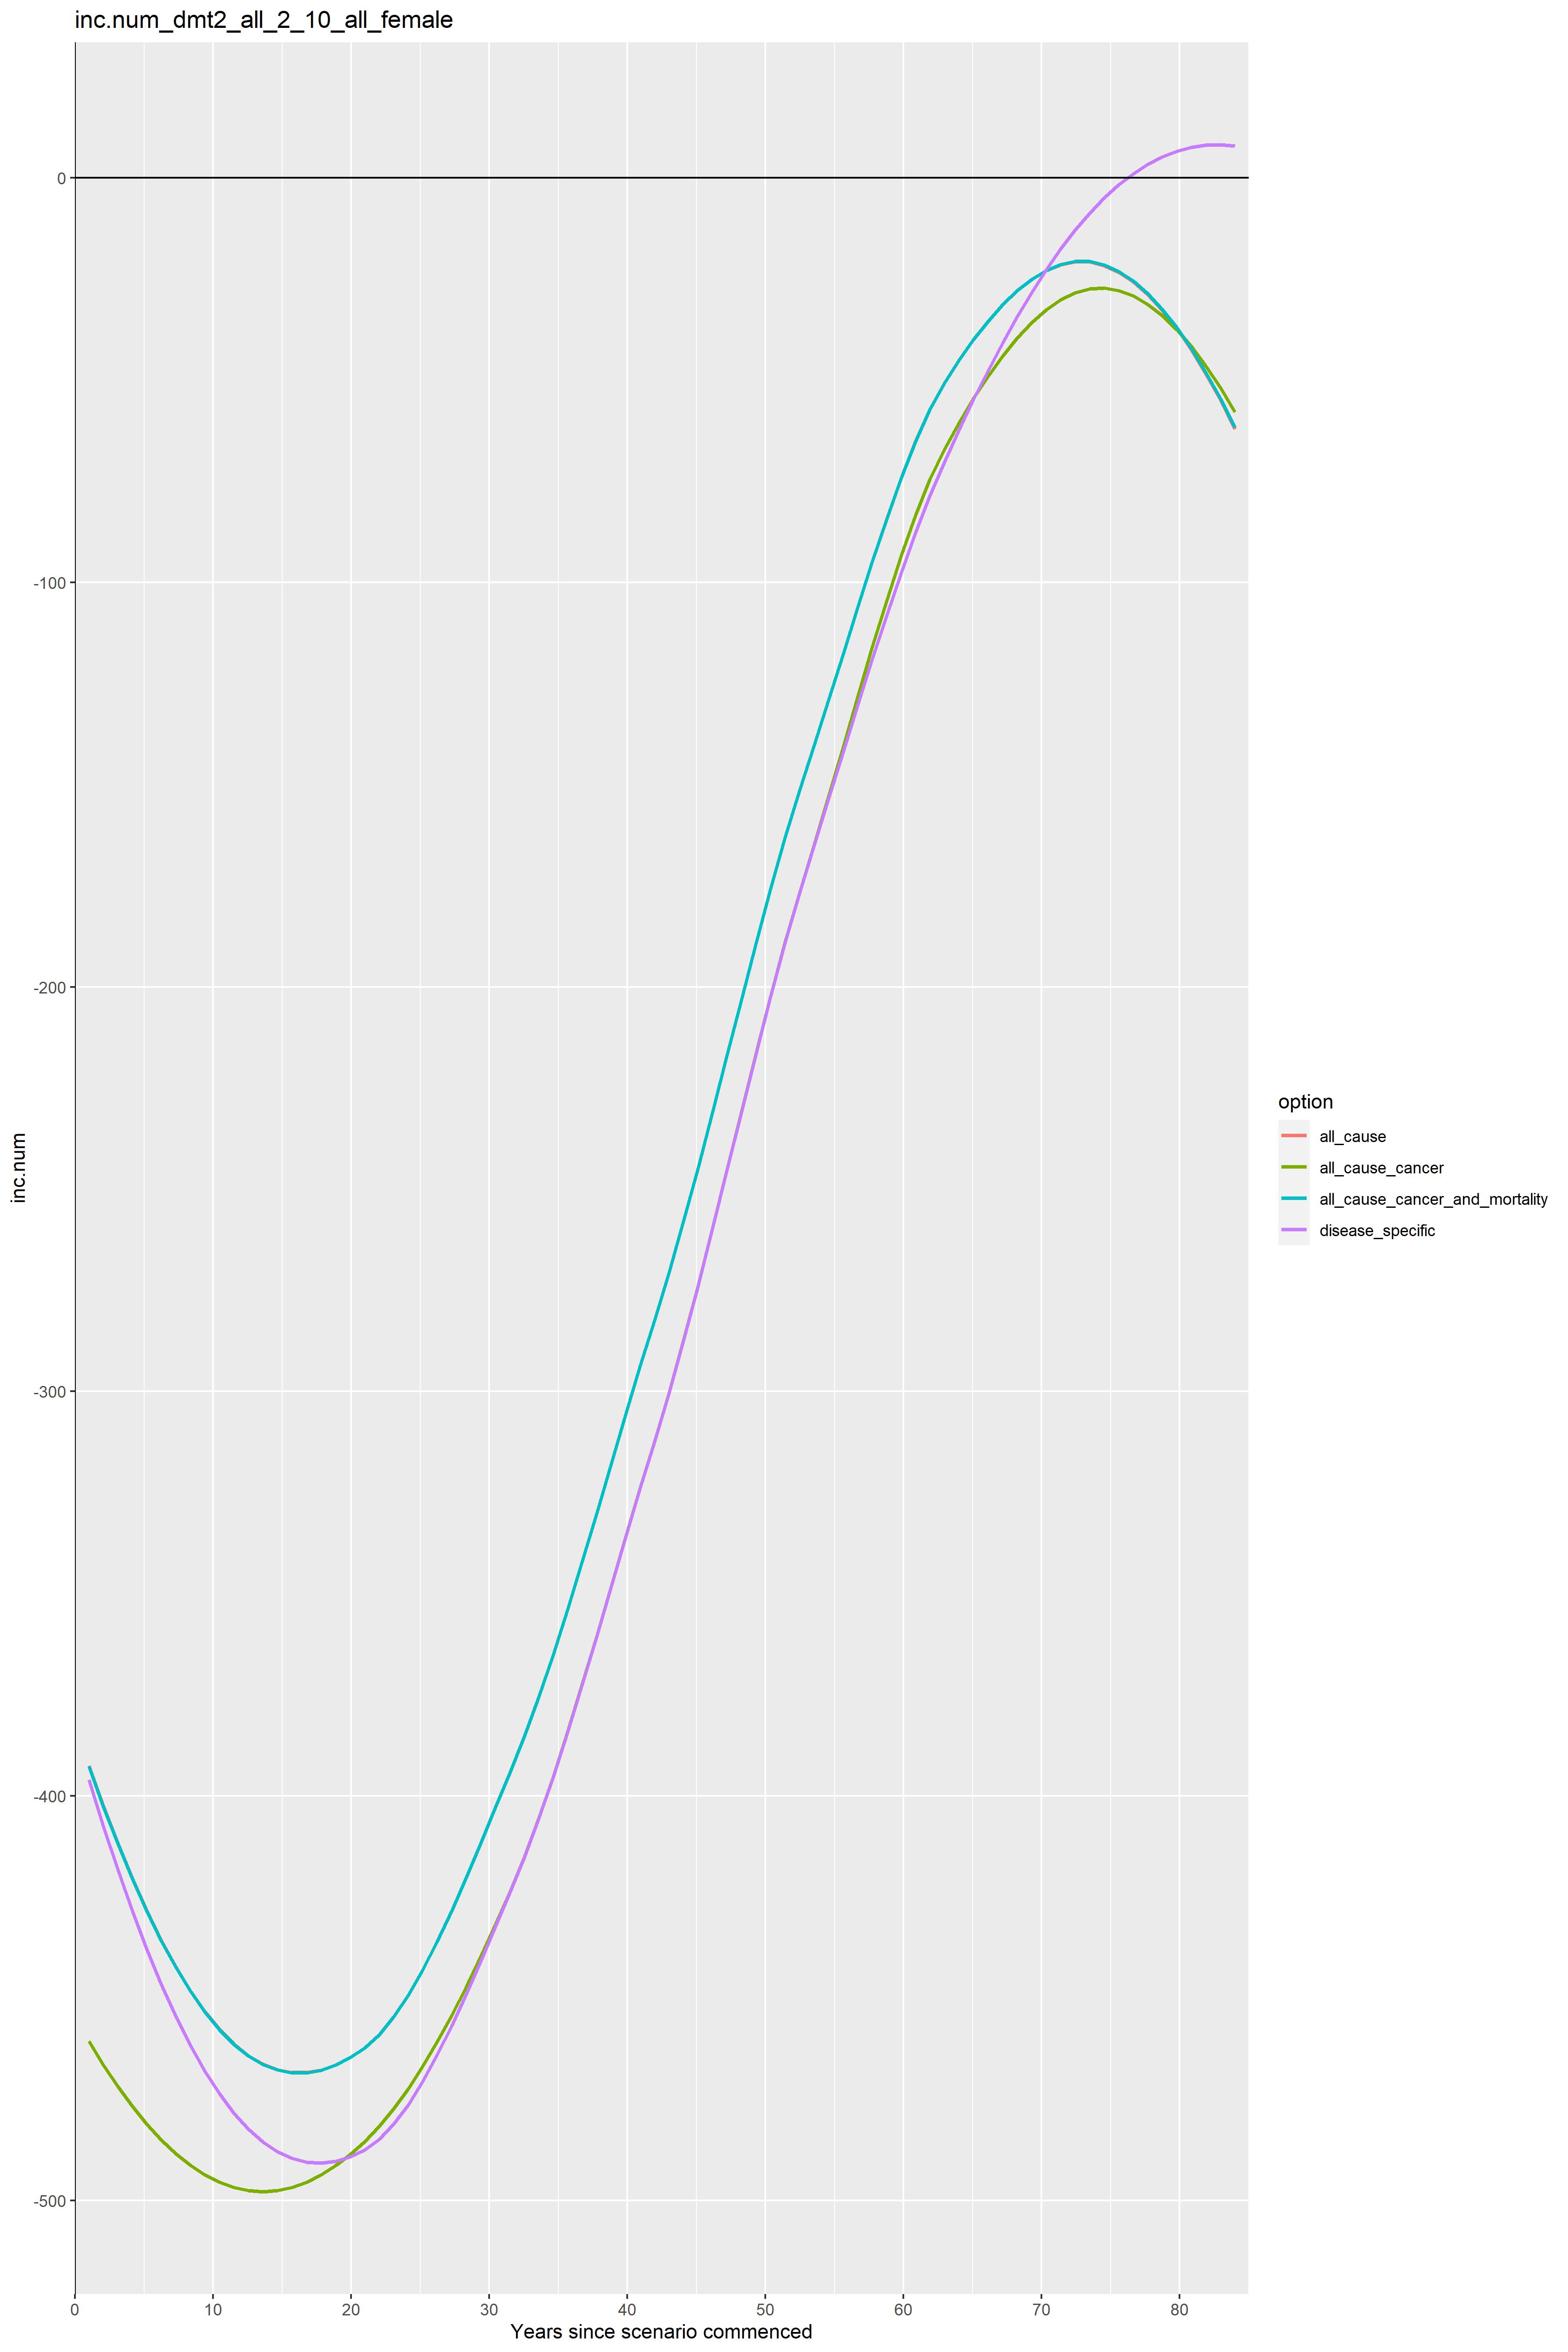 inc.num_dmt2_all_2_10_all_female
0
-100
-200
-300
-400
-500
inc.num
0 10 20 30 40 50 60 70 80
Years since scenario commenced
option
all_cause
all_cause_cancer
all_cause_cancer_and_mortality
disease_specific